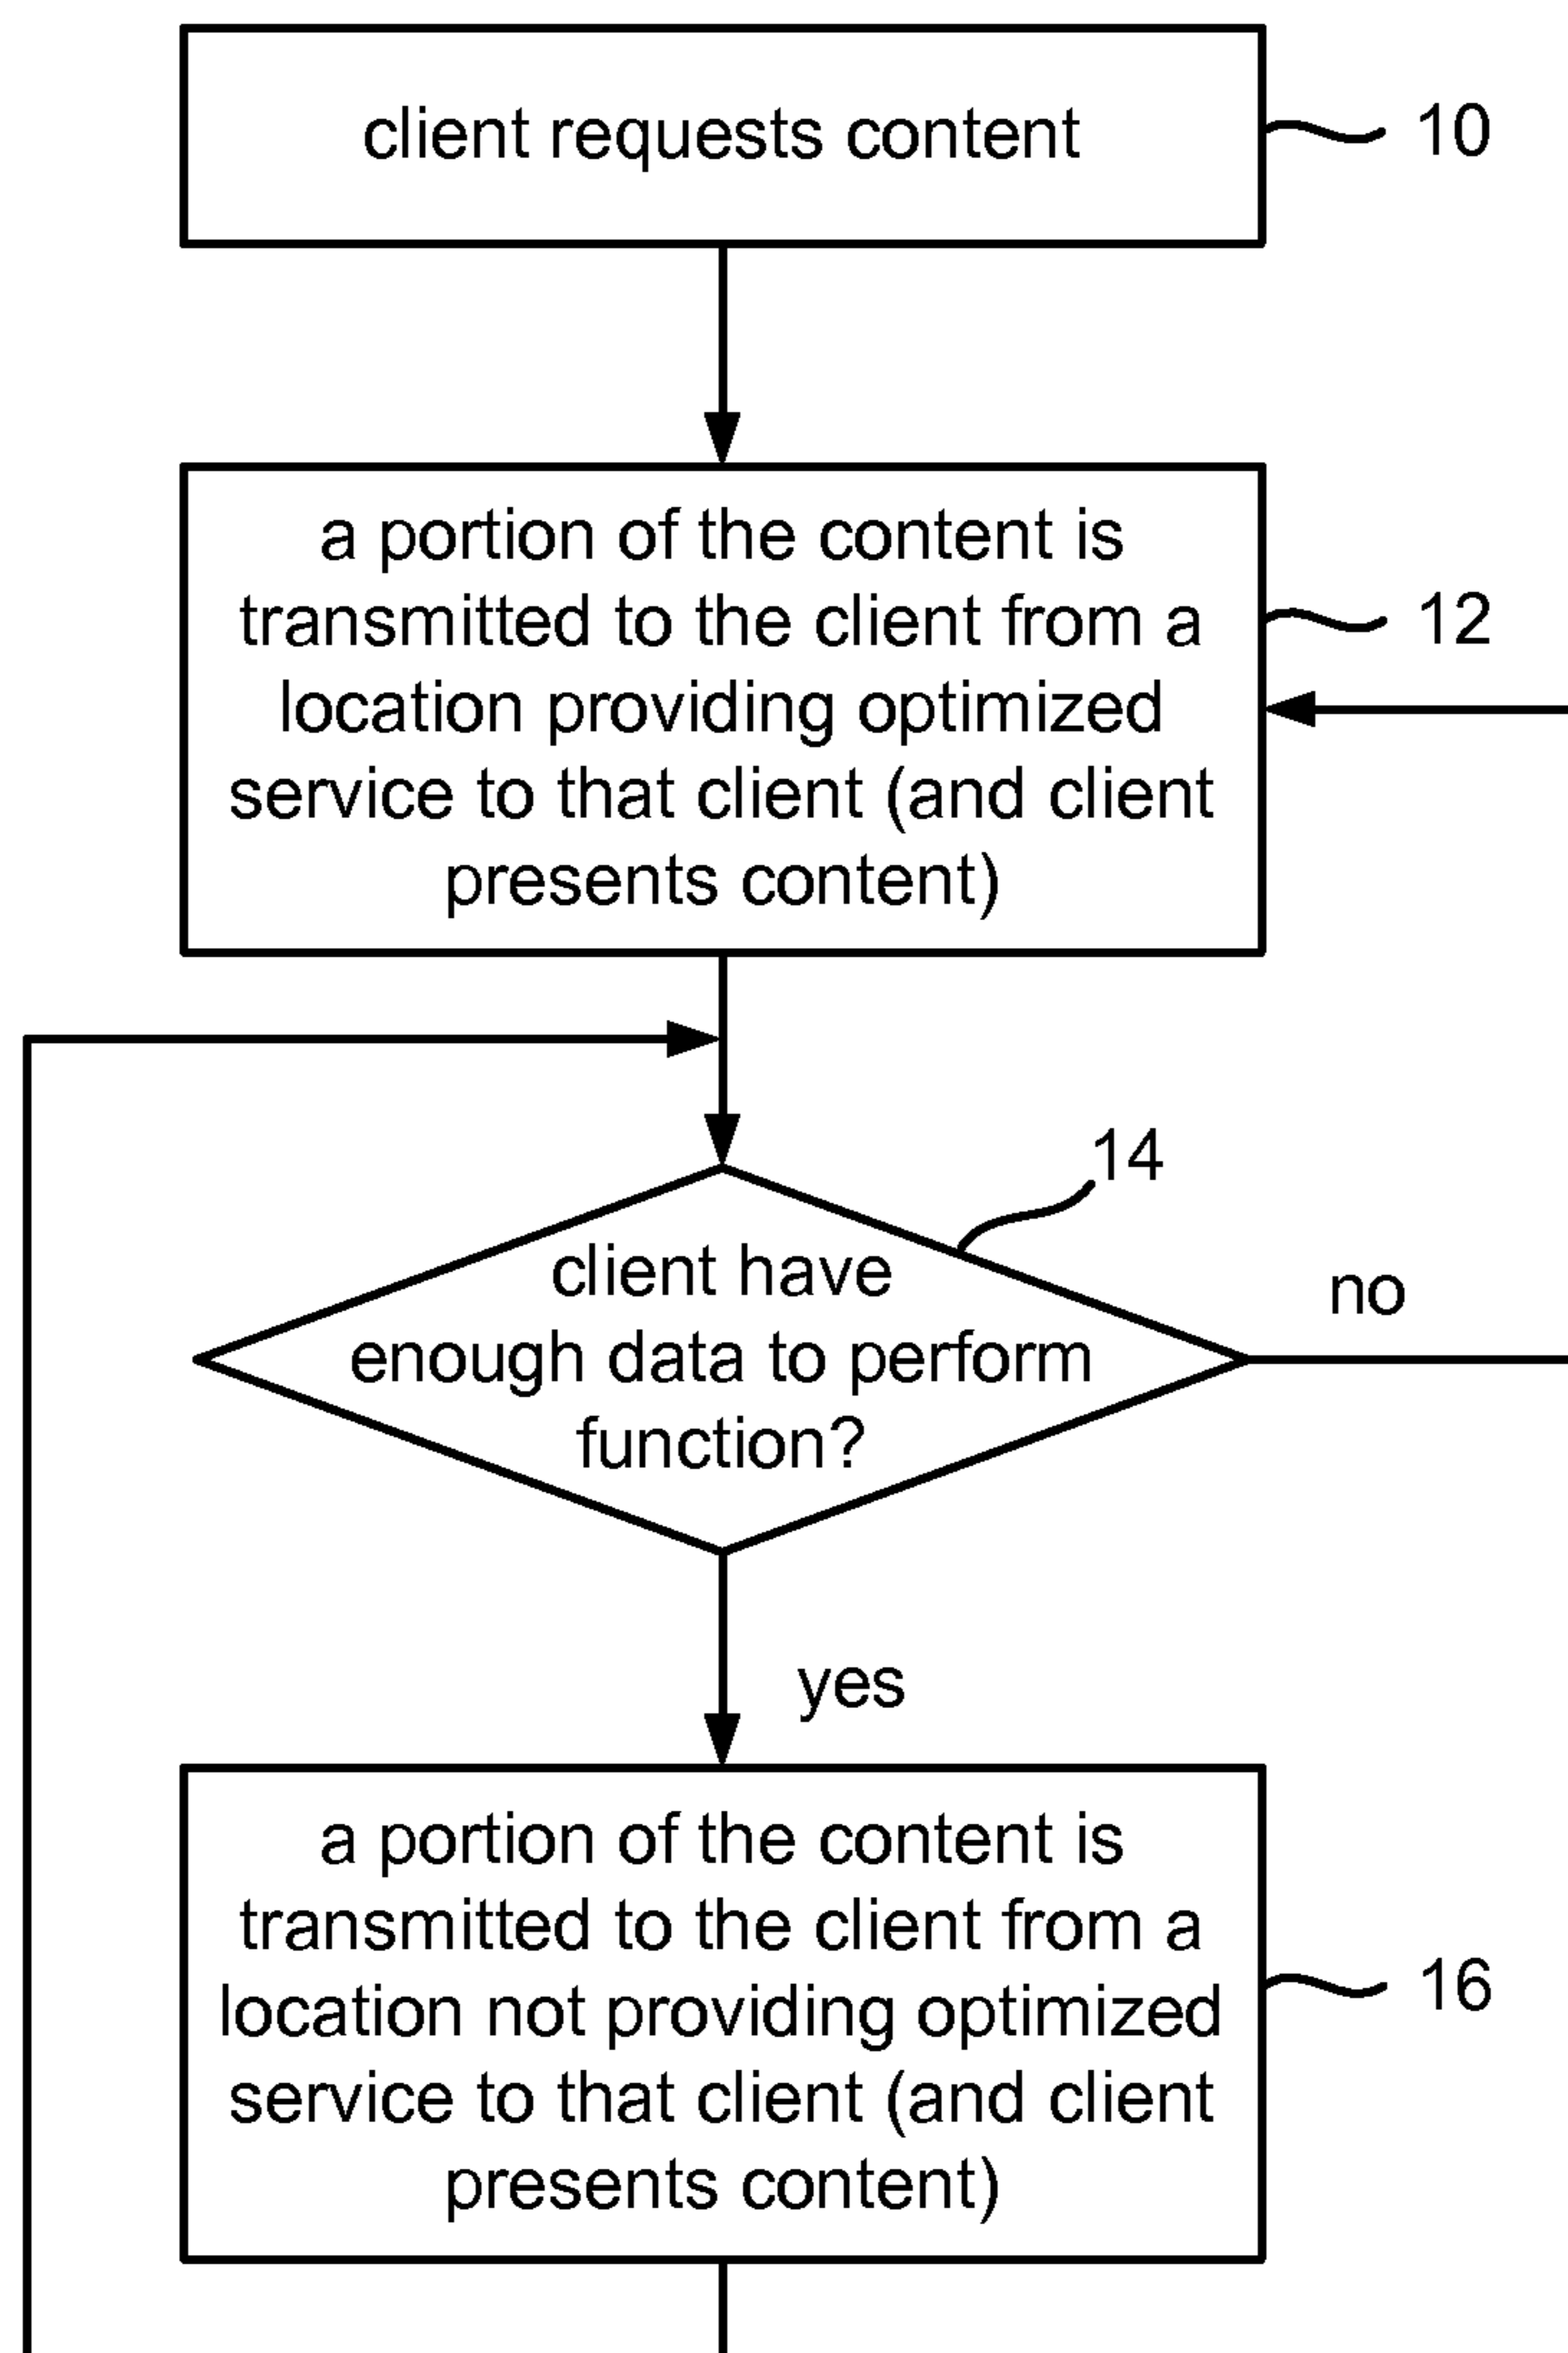 client requests content
10
a portion of the content is
transmitted to the client from a
location providing optimized
service to that client (and client
presents content)
12
14
client have
enough data to perform
function?
no
yes
a portion of the content is
transmitted to the client from a
location not providing optimized
service to that client (and client
presents content)
16